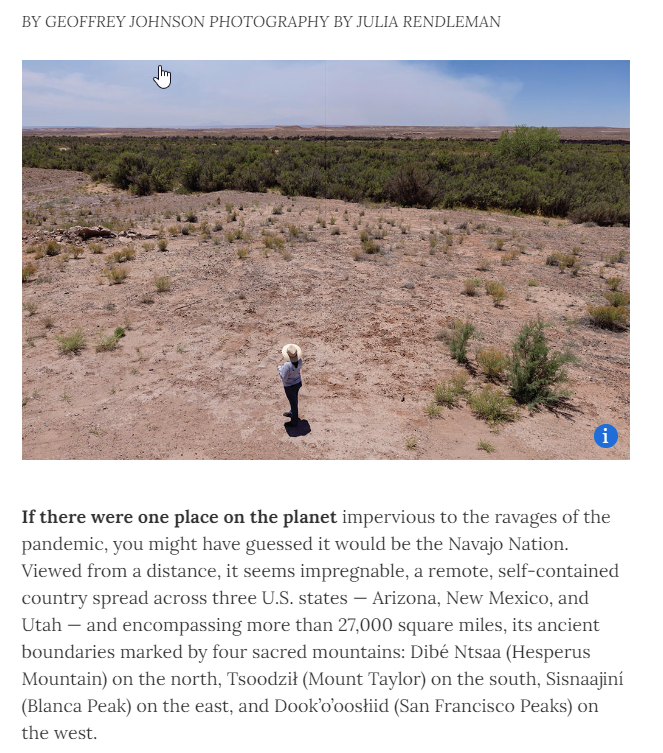 BY GEOFFREY JOHNSON PHOTOGRAPHY BY JULIA RENDLEMAN
i
If there were one place on the planet impervious to the ravages of the
pandemic, you might have guessed it would be the Navajo Nation.
Viewed from a distance, it seems impregnable, a remote, self-contained
country spread across three U.S. states — Arizona, New Mexico, and
Utah — and encompassing more than 27,000 square miles, its ancient
boundaries marked by four sacred mountains: Dibé Ntsaa (Hesperus
Mountain) on the north, Tsoodził (Mount Taylor) on the south, Sisnaajiní
(Blanca Peak) on the east, and Dook’o’oosłiid (San Francisco Peaks) on
the west.